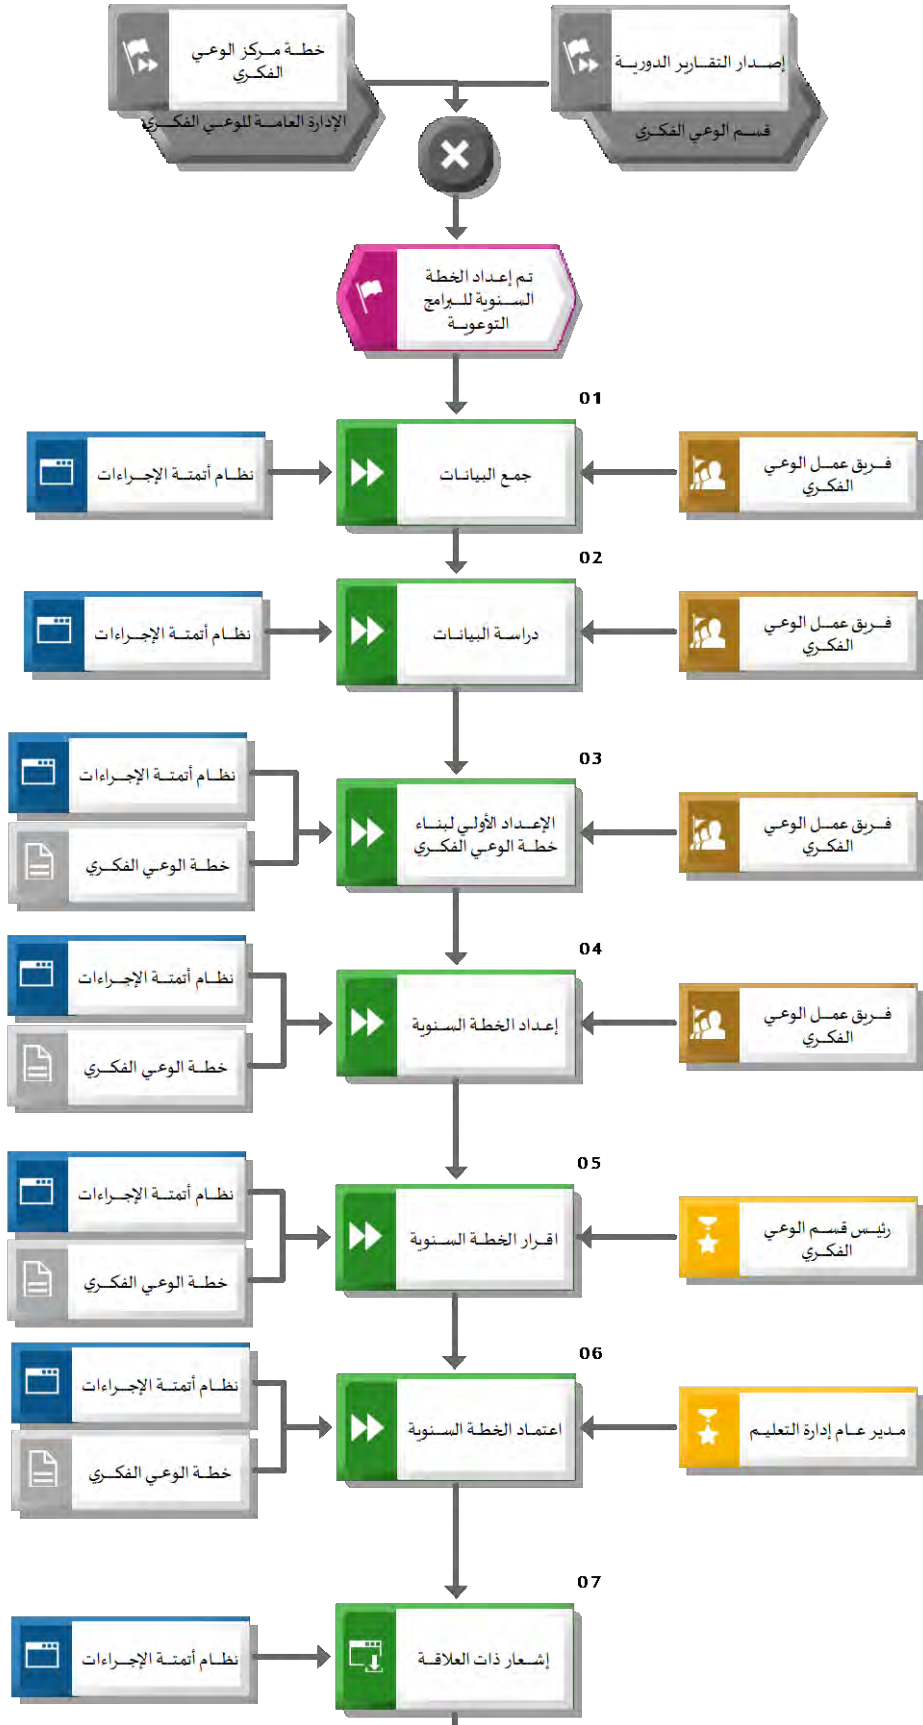 إصدار التقارير الدورية
قسم الوعي الفكري
خطة مركز الوعي
الفكري
الإدارة العامة للوعي الفكري
تم إعداد الخطة
السنوية للبرامج
التوعوية
01
فريق عمل الوعي
الفكري
جمع البيانات
نظام أتمتة الإجراءات
02
فريق عمل الوعي
الفكري
دراسة البيانات
نظام أتمتة الإجراءات
03
فريق عمل الوعي
الفكري
الإعداد الأولي لبناء
خطة الوعي الفكري
نظام أتمتة الإجراءات
خطة الوعي الفكري
04
فريق عمل الوعي
الفكري
إعداد الخطة السنوية
نظام أتمتة الإجراءات
خطة الوعي الفكري
05
رئيس قسم الوعي
الفكري
اقرار الخطة السنوية
نظام أتمتة الإجراءات
خطة الوعي الفكري
06
مدير عام إدارة التعليم
اعتماد الخطة السنوية
نظام أتمتة الإجراءات
خطة الوعي الفكري
07
إشعار ذات العلاقة
نظام أتمتة الإجراءات